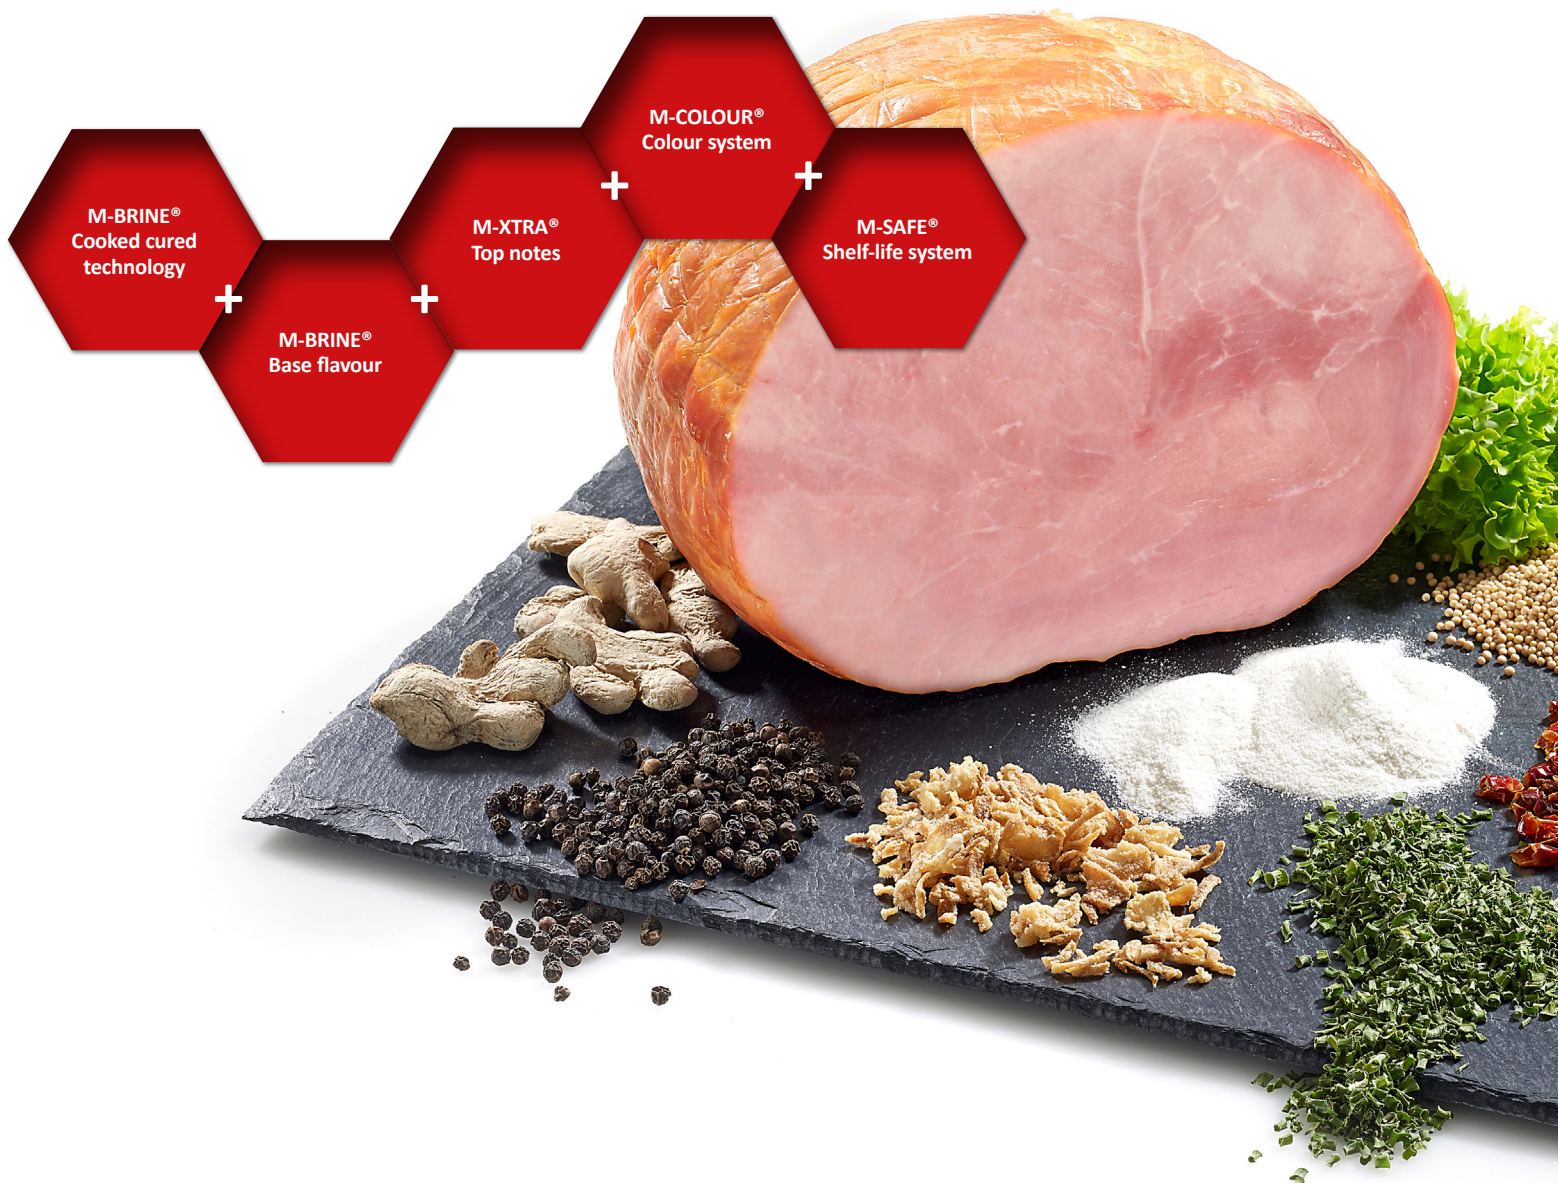 M-BRINE®
Cooked cured
technology
+
M-BRINE®
Base flavour
+
M-XTRA®
Top notes
+
M-COLOUR®
Colour system
+
M-SAFE®
Shelf-life system